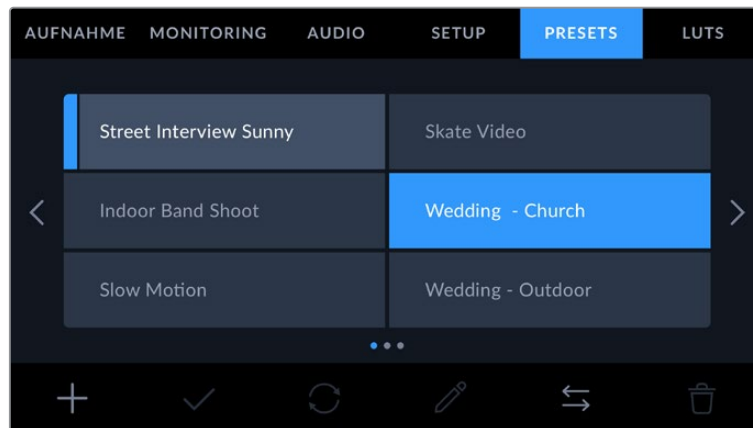 AUFNAHME MONITORING AUDIO SETUP PRESETS LUTS
Street Interview Sunny Skate Video
Indoor Band Shoot Wedding - Church
Slow Motion Wedding - Outdoor